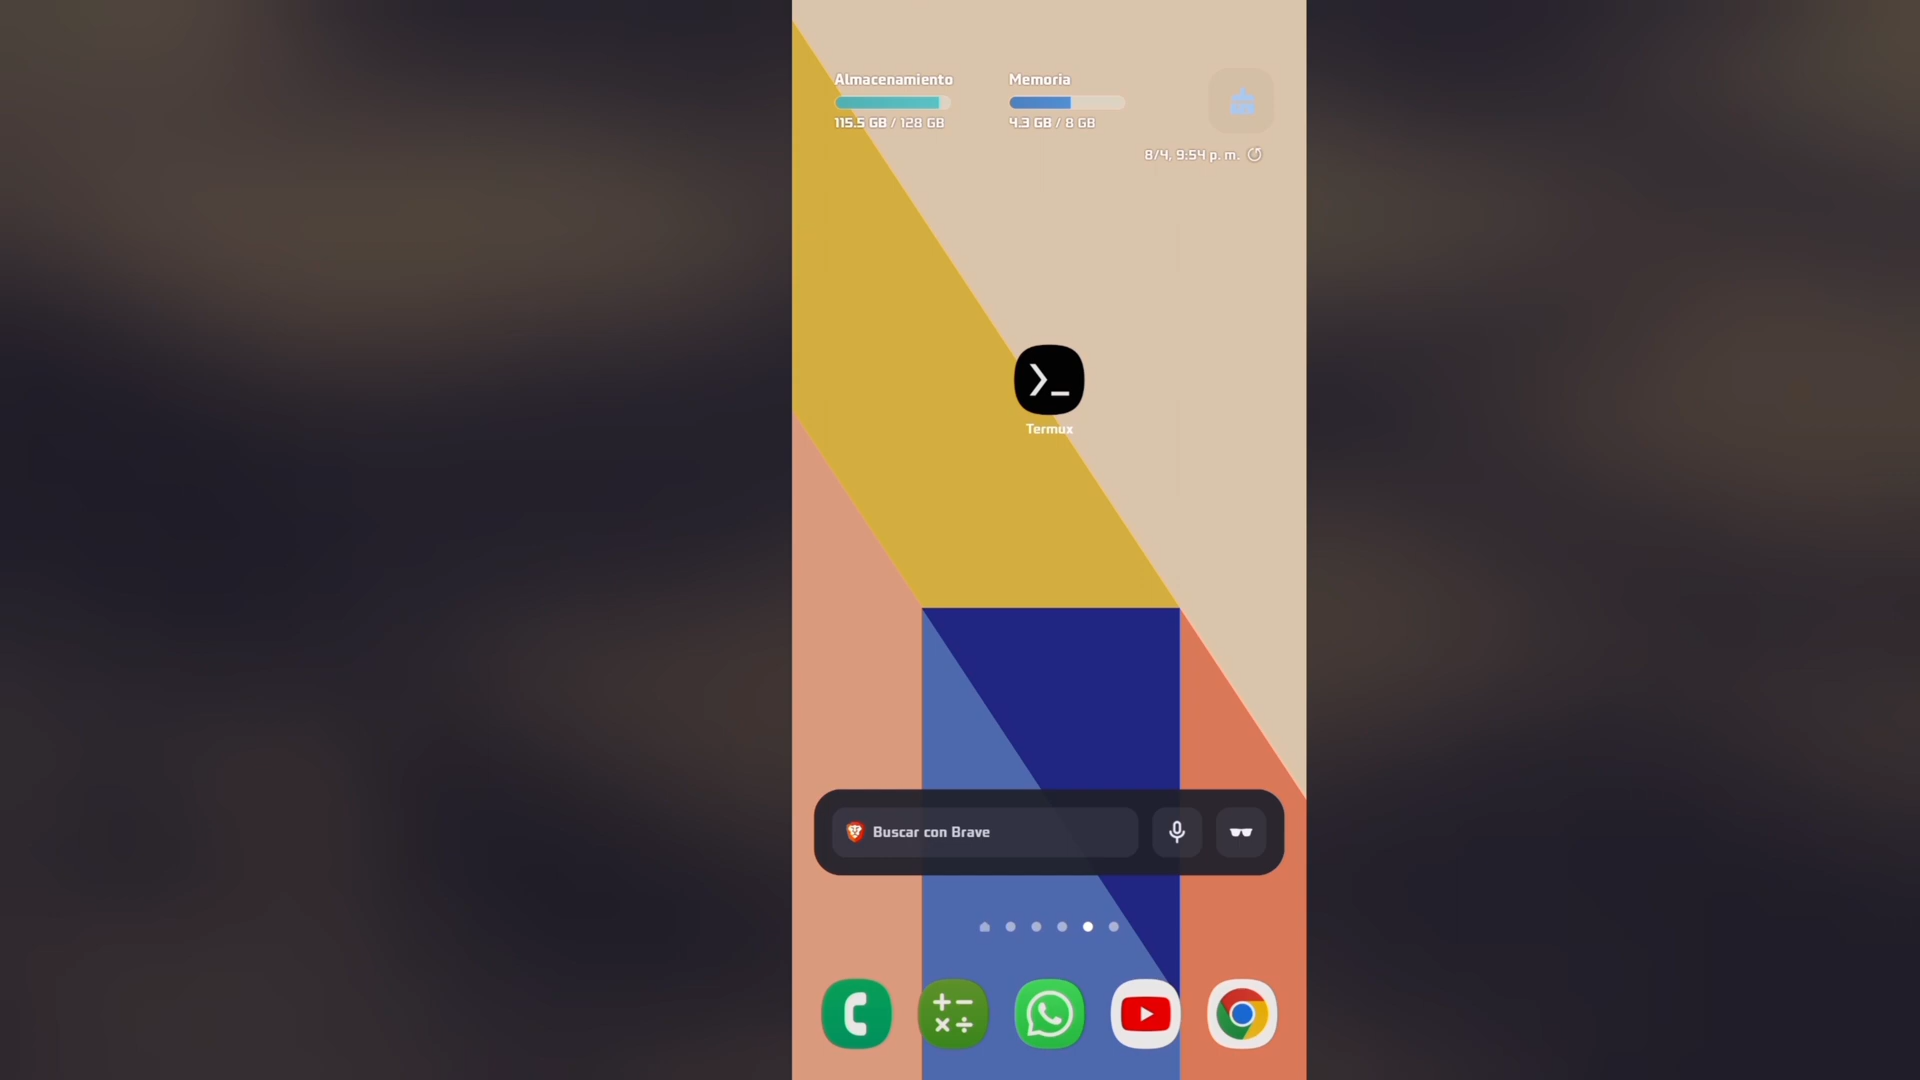 Almacenamiento
115.5 GB / 128 GB
Memoria
4.3 GB / 8 GB
8/4, 9:54 p. m.
Termux
Buscar con Brave